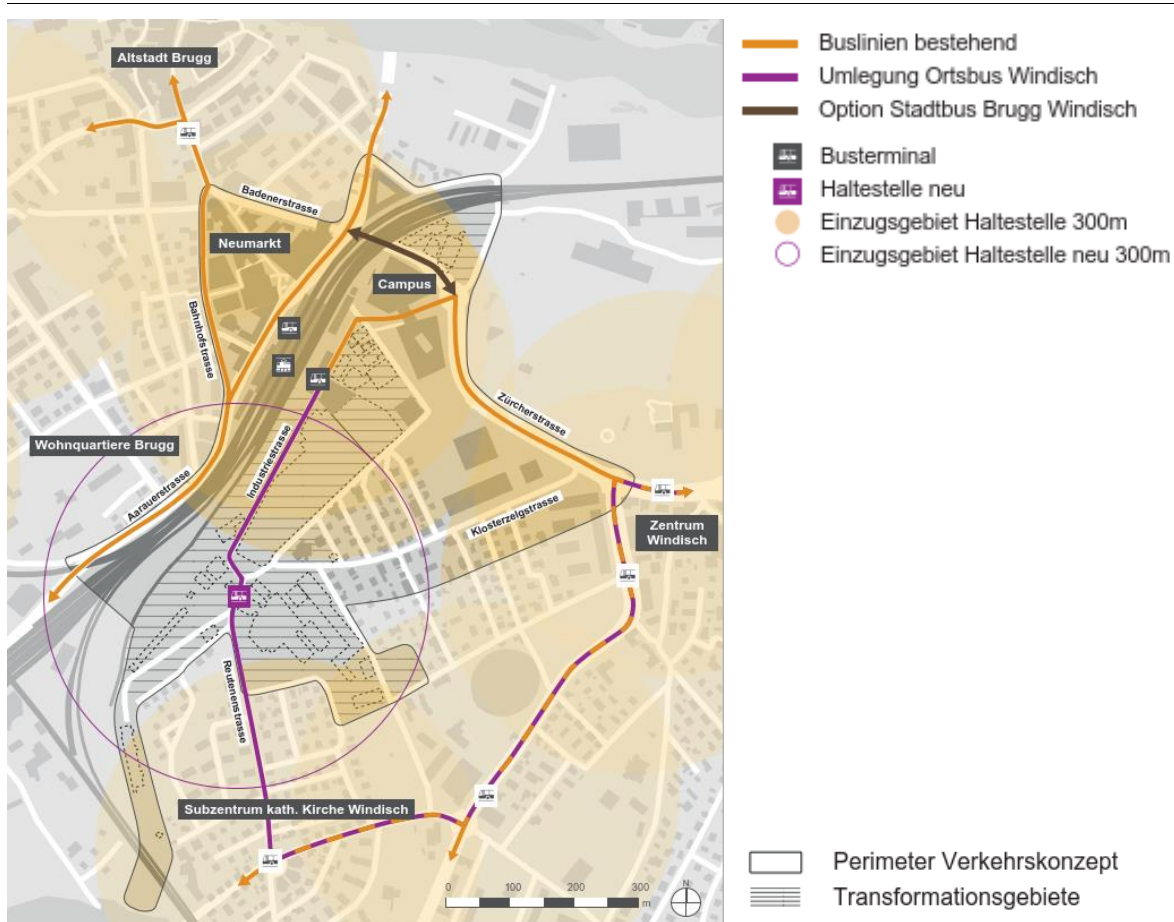 Altstadt Brugg
Badenerstrasse
Neumarkt
Campus
Bahnhofstrasse
Zürcherstrasse
Wohnquartiere Brugg
Industriestrasse
Aarauerstrasse
Klosterzelgstrasse
Zentrum
Windisch
Reutenenstrasse
Subzentrum kath. Kirche Windisch
0 100 200 300
m
N
Buslinien bestehend
Umlegung Ortsbus Windisch
Option Stadtbus Brugg Windisch
Busterminal
Haltestelle neu
Einzugsgebiet Haltestelle 300m
Einzugsgebiet Haltestelle neu 300m
Perimeter Verkehrskonzept
Transformationsgebiete